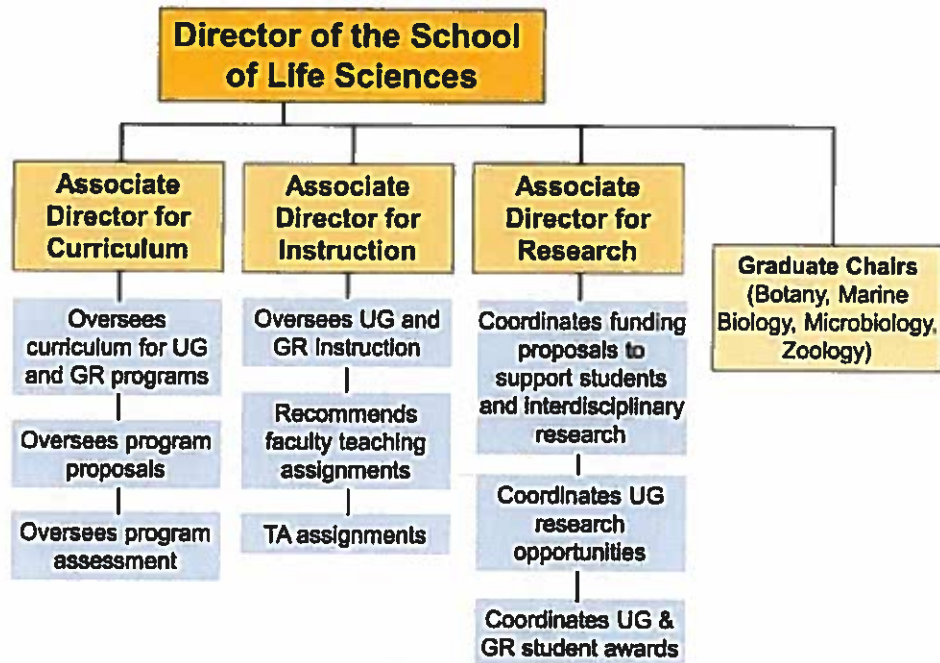 Director of the School
of Life Sciences
Associate
Director for
Curriculum
Oversees
curriculum for UG
and GR programs
Oversees program
proposals
Oversees program
assessment
Associate
Director for
Instruction
Oversees UG and
GR Instruction
Recommends
faculty teaching
assignments
TA assignments
Associate
Director for
Research
Coordinates funding
proposals to
support students
and interdisciplinary
research
Coordinates UG
research
opportunities
Coordinates UG &
GR student awards
Graduate Chairs
(Botany, Marine
Biology, Microbiology,
Zoology)